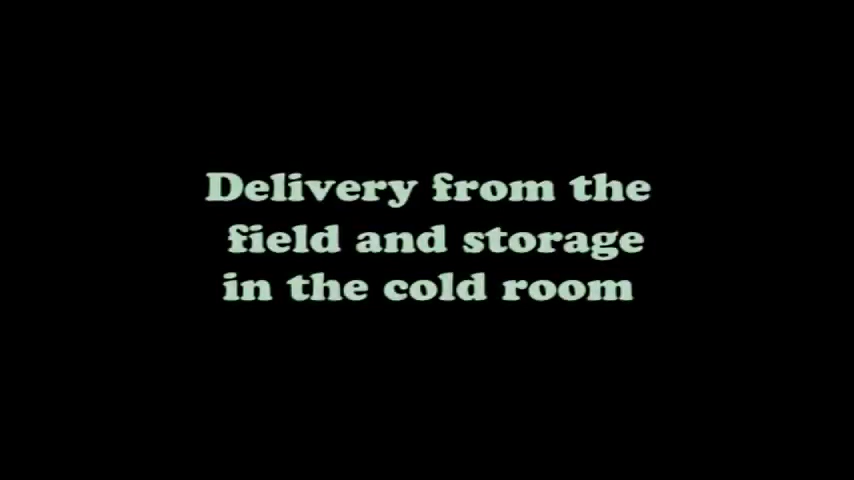 Delivery from the
field and storage
in the cold room